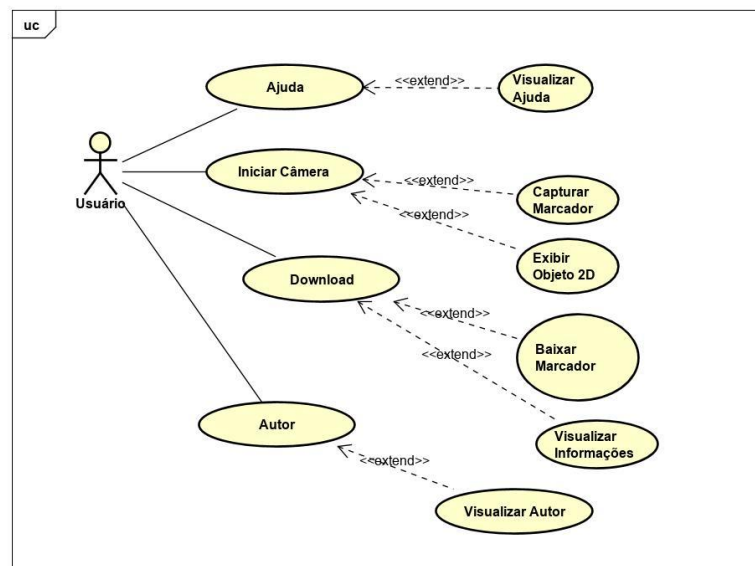 uc
Ajuda
<<extend>>
Visualizar
Ajuda
Usuário
Iniciar Câmera
<<extend>>
Capturar
Marcador
<<extend>>
Exibir
Objeto 2D
Download
<<extend>>
Baixar
Marcador
<<extend>>
Visualizar
Informações
Autor
<<extend>>
Visualizar Autor